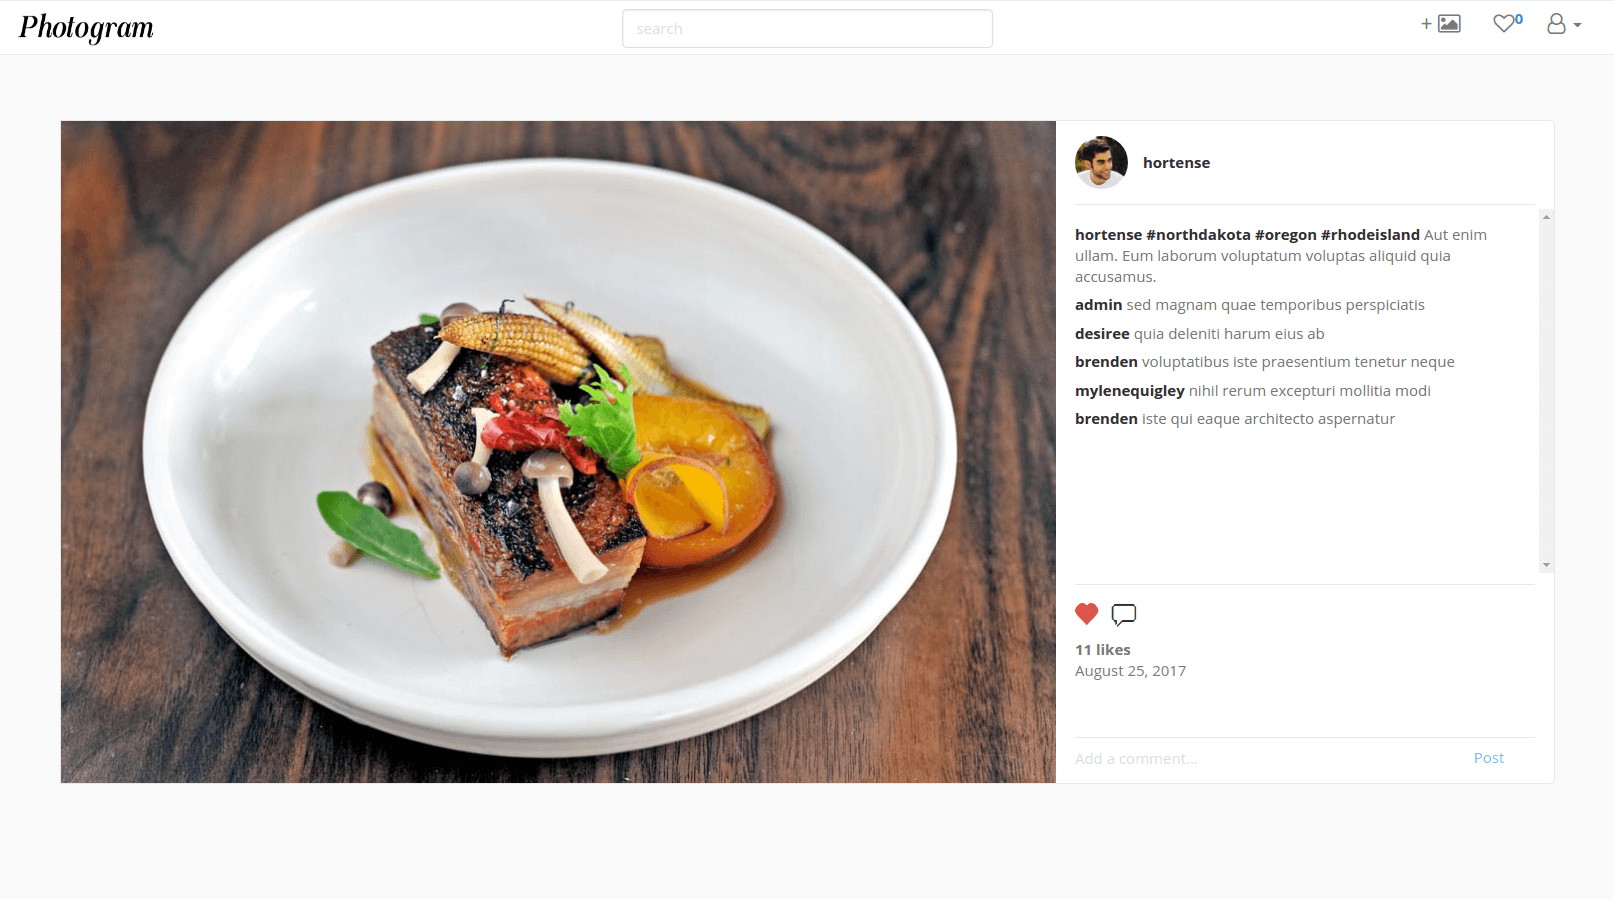 Photogram
search
+
0
hortense
hortense #northdakota #oregon #rhodeisland Aut enim
ullam. Eum laborum voluptatum voluptas aliquid quia
accusamus.
admin sed magnam quae temporibus perspiciatis
desiree quia deleniti harum eius ab
brenden voluptatibus iste praesentium tenetur neque
mylenequigley nihil rerum excepturi mollitia modi
brenden iste qui eaque architecto aspernatur
11 likes
August 25, 2017
Add a comment... Post